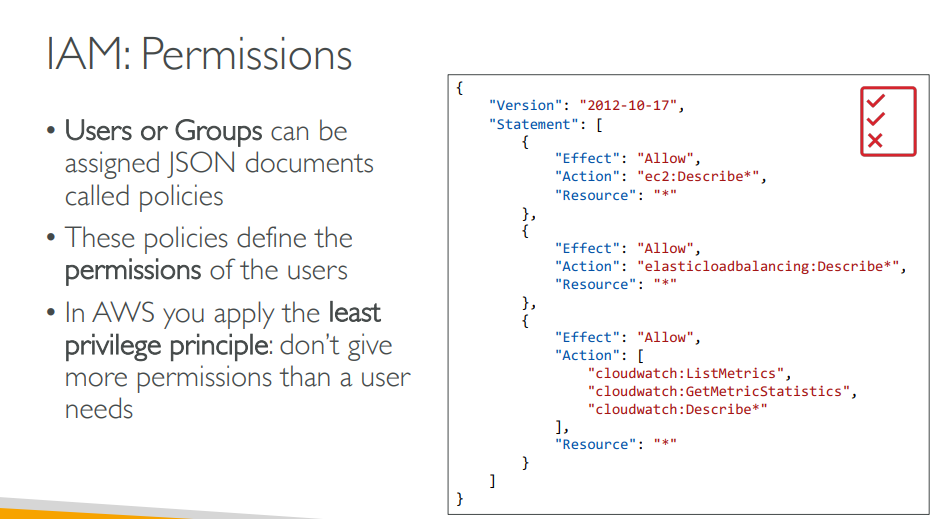 IAM: Permissions
• Users or Groups can be
assigned JSON documents
called policies
• These policies define the
permissions of the users
• In AWS you apply the least
privilege principle: don’t give
more permissions than a user
needs
{
"Version": "2012-10-17",
"Statement": [
{
"Effect": "Allow",
"Action": "ec2:Describe*",
"Resource": "*"
},
{
"Effect": "Allow",
"Action": "elasticloadbalancing:Describe*",
"Resource": "*"
},
{
"Effect": "Allow",
"Action": [
"cloudwatch:ListMetrics",
"cloudwatch:GetMetricStatistics",
"cloudwatch:Describe*"
],
"Resource": "*"
}
]
}